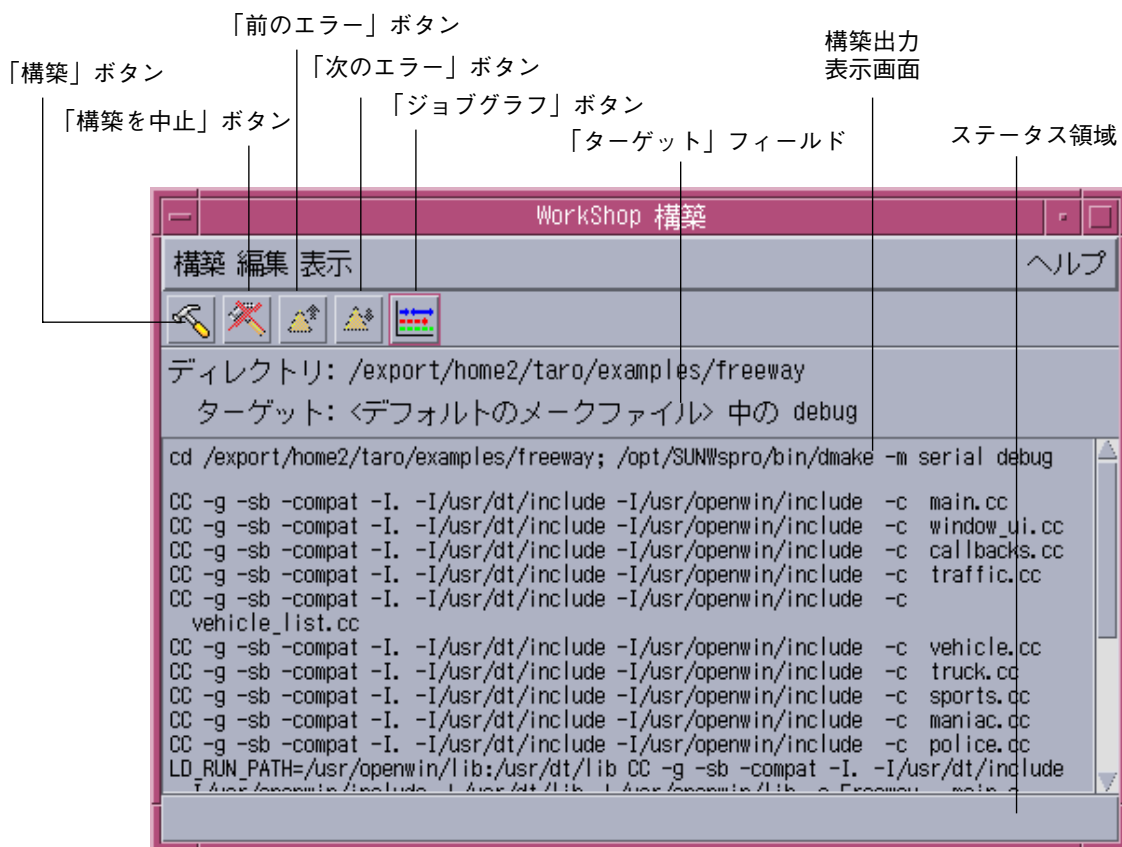 「前のエラー」ボタン
構築出力
表示画面
「構築」ボタン
「次のエラー」ボタン
「構築を中止」ボタン
「ジョブグラフ」ボタン
「ターゲット」フィールド
ステータス領域
WorkShop 構築
構築 編集 表示 ヘルプ
ディレクトリ: /export/home2/taro/examples/freeway
ターゲット: <デフォルトのメークファイル> 中の debug
cd /export/home2/taro/examples/freeway; /opt/SUNWspro/bin/dmake -m serial debug
CC -g -sb -compat -I. -I/usr/dt/include -I/usr/openwin/include -c main.cc
CC -g -sb -compat -I. -I/usr/dt/include -I/usr/openwin/include -c window_ui.cc
CC -g -sb -compat -I. -I/usr/dt/include -I/usr/openwin/include -c callbacks.cc
CC -g -sb -compat -I. -I/usr/dt/include -I/usr/openwin/include -c traffic.cc
CC -g -sb -compat -I. -I/usr/dt/include -I/usr/openwin/include -c
vehicle_list.cc
CC -g -sb -compat -I. -I/usr/dt/include -I/usr/openwin/include -c vehicle.cc
CC -g -sb -compat -I. -I/usr/dt/include -I/usr/openwin/include -c truck.cc
CC -g -sb -compat -I. -I/usr/dt/include -I/usr/openwin/include -c sports.cc
CC -g -sb -compat -I. -I/usr/dt/include -I/usr/openwin/include -c maniac.cc
CC -g -sb -compat -I. -I/usr/dt/include -I/usr/openwin/include -c police.cc
LD_RUN_PATH=/usr/openwin/lib:/usr/dt/lib CC -g -sb -compat -I. -I/usr/dt/include